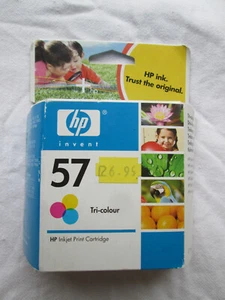 HP ink.
Trust the original.
hp
invent
57
26.95
Tri-colour
HP Inkjet Print Cartridge